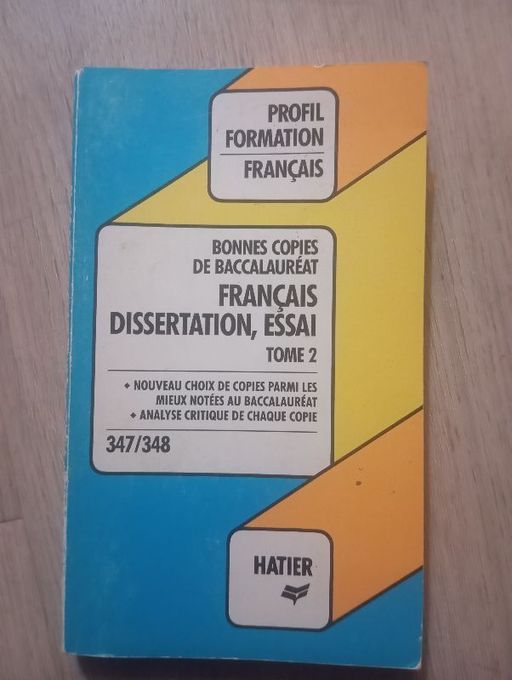 PROFIL
FORMATION
FRANÇAIS
BONNES COPIES
DE BACCALAURÉAT
FRANÇAIS
DISSERTATION, ESSAI
TOME 2
• NOUVEAU CHOIX DE COPIES PARMI LES
MIEUX NOTÉES AU BACCALAURÉAT
• ANALYSE CRITIQUE DE CHAQUE COPIE
347/348
HATIER